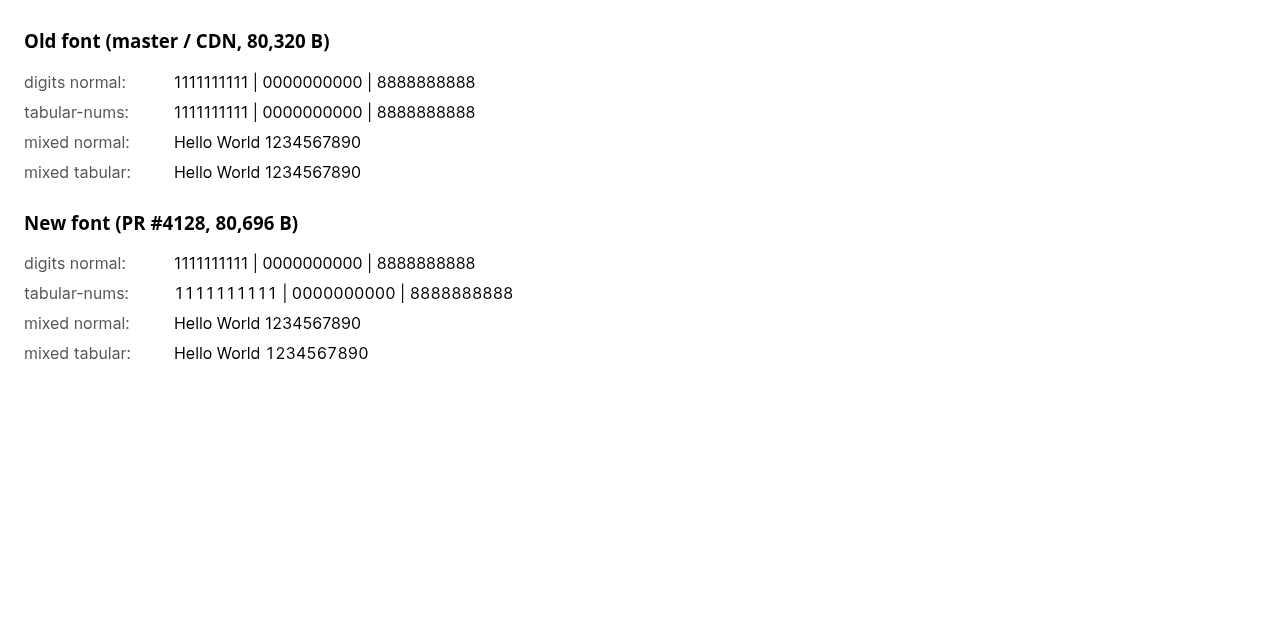 Old font (master / CDN, 80,320 B)
digits normal: 1111111111 | 0000000000 | 8888888888
tabular-nums: 1111111111 | 0000000000 | 8888888888
mixed normal: Hello World 1234567890
mixed tabular: Hello World 1234567890
New font (PR #4128, 80,696 B)
digits normal: 1111111111 | 0000000000 | 8888888888
tabular-nums: 1111111111 | 0000000000 | 8888888888
mixed normal: Hello World 1234567890
mixed tabular: Hello World 1234567890